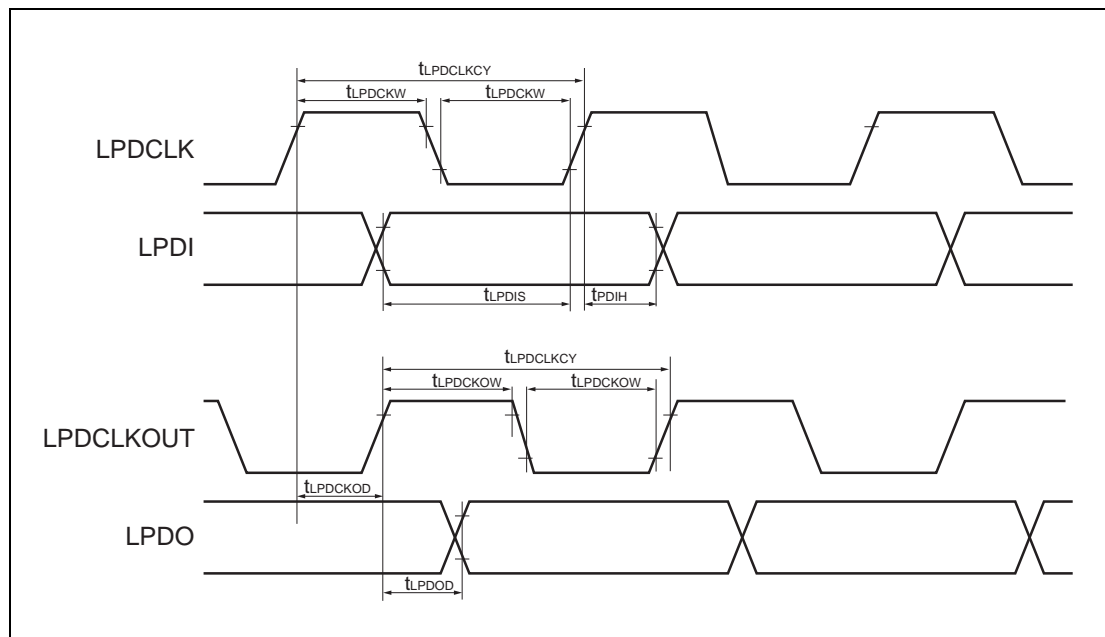 tLPDCLKCY
tLPDCKW tLPDCKW
LPDCLK
LPDI
tLPDIS tPDIH
tLPDCLKCY
tLPDCKOW tLPDCKOW
LPDCLKOUT
tLPDCKOD
LPDO
tLPDOD